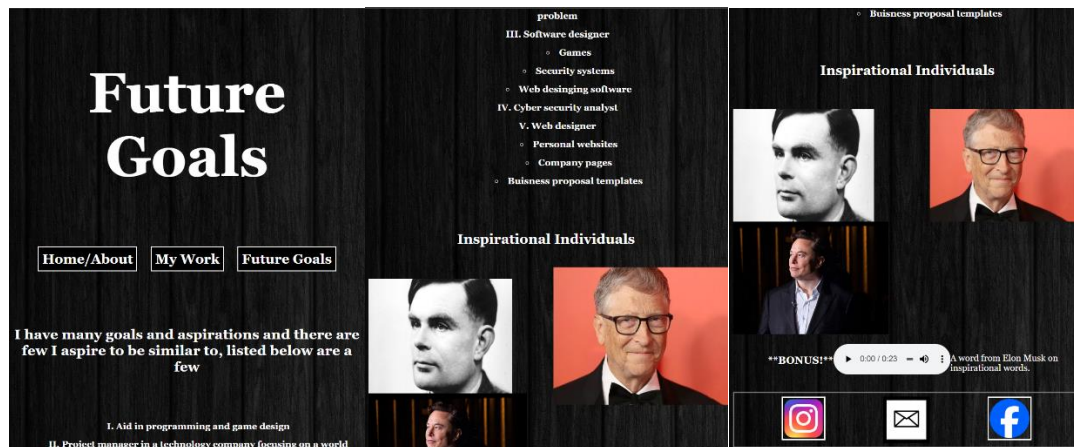 Future
Goals
Home/About
My Work
Future Goals
I have many goals and aspirations and there are
few I aspire to be similar to, listed below are a
few
I. Aid in programming and game design
II. Project manager in a technology company focusing on a world
problem
III. Software designer
Games
Security systems
Web desinging software
IV. Cyber security analyst
V. Web designer
Personal websites
Company pages
Buisness proposal templates
Inspirational Individuals
Buisness proposal templates
Inspirational Individuals
**BONUS!**
0:00 / 0:23
A word from Elon Musk on
inspirational words.